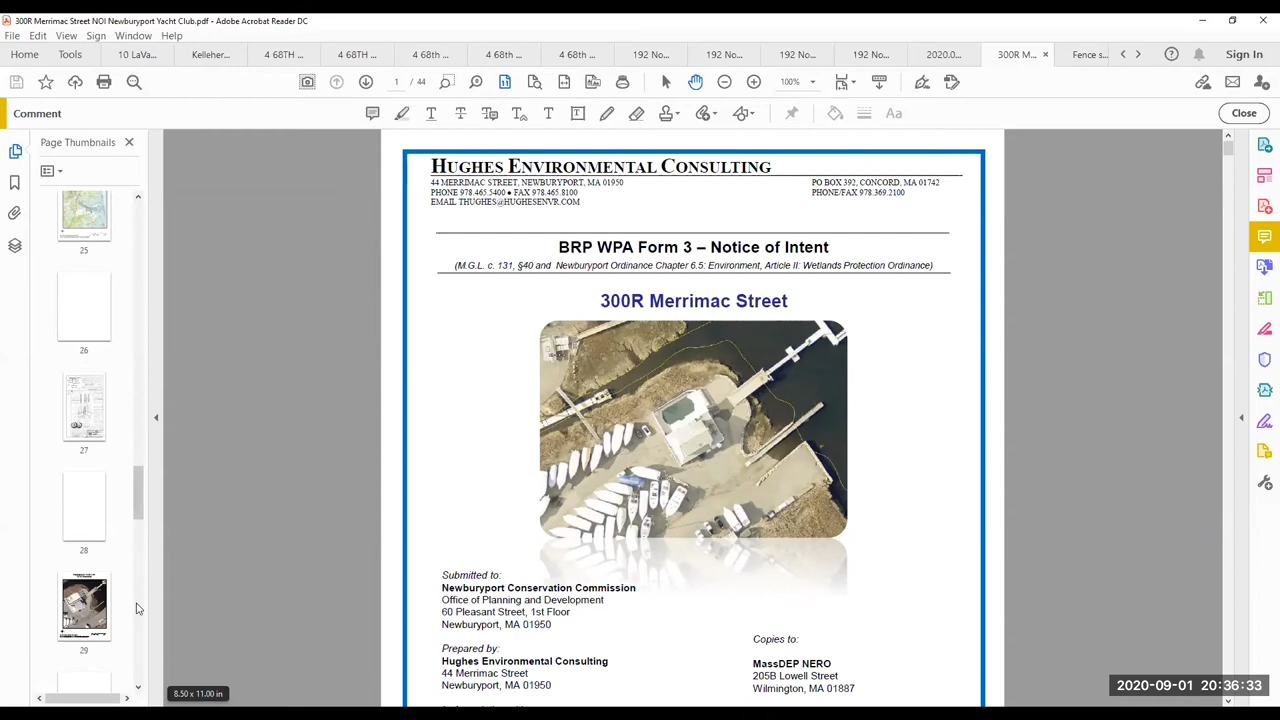 300R Merrimac Street NOI Newburyport Yacht Club.pdf - Adobe Acrobat Reader DC
File Edit View Sign Window Help
Home Tools 10 LaVa... Kelleher... 4 68TH ... 4 68TH ... 4 68th ... 4 68th ... 4 68th ... 192 No... 192 No... 192 No... 192 No... 2020.0... 300R M... Fence s... Sign In
1 / 44 100%
Comment Close
Page Thumbnails
25
26
27
28
29
8.50 x 11.00 in
HUGHES ENVIRONMENTAL CONSULTING
44 MERRIMAC STREET, NEWBURYPORT, MA 01950 PO BOX 392, CONCORD, MA 01742
PHONE 978.465.5400 ● FAX 978.465.8100 PHONE/FAX 978.369.2100
EMAIL THUGHES@HUGHESENVR.COM
BRP WPA Form 3 – Notice of Intent
(M.G.L. c. 131, §40 and Newburyport Ordinance Chapter 6.5: Environment, Article II: Wetlands Protection Ordinance)
300R Merrimac Street
Submitted to:
Newburyport Conservation Commission
Office of Planning and Development
60 Pleasant Street, 1st Floor
Newburyport, MA 01950
Prepared by:
Hughes Environmental Consulting
44 Merrimac Street
Newburyport, MA 01950
Copies to:
MassDEP NERO
205B Lowell Street
Wilmington, MA 01887
2020-09-01 20:36:33